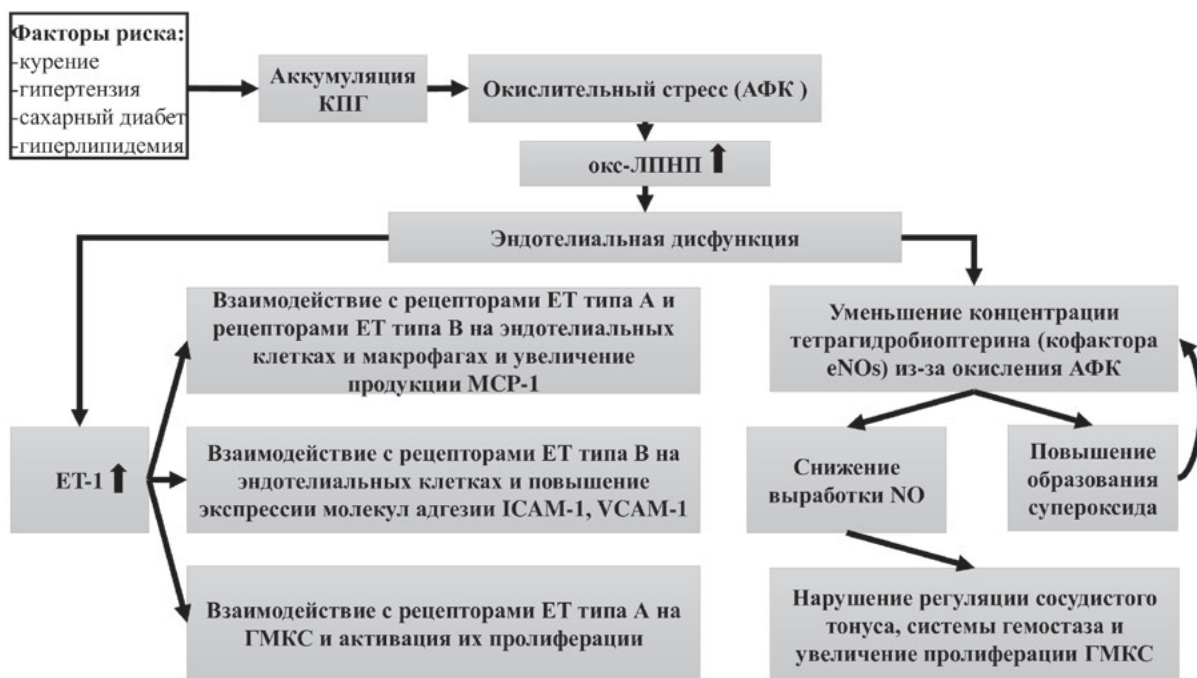 Факторы риска:
-курение
-гипертензия
-сахарный диабет
-гиперлипидемия
Аккумуляция
КПГ
Окислительный стресс (АФК )
окс-ЛПНП
Эндотелиальная дисфункция
Взаимодействие с рецепторами ЕТ типа А и
рецепторами ЕТ типа В на эндотелиальных
клетках и макрофагах и увеличение
продукции МСР-1
Уменьшение концентрации
тетрагидробиоптерина (кофактора
eNOs) из-за окисления АФК
ЕТ-1
Взаимодействие с рецепторами ЕТ типа В на
эндотелиальных клетках и повышение
экспрессии молекул адгезии ICAM-1, VCAM-1
Снижение
выработки NO
Повышение
образования
супероксида
Взаимодействие с рецепторами ЕТ типа А на
ГМКС и активация их пролиферации
Нарушение регуляции сосудистого
тонуса, системы гемостаза и
увеличение пролиферации ГМКС